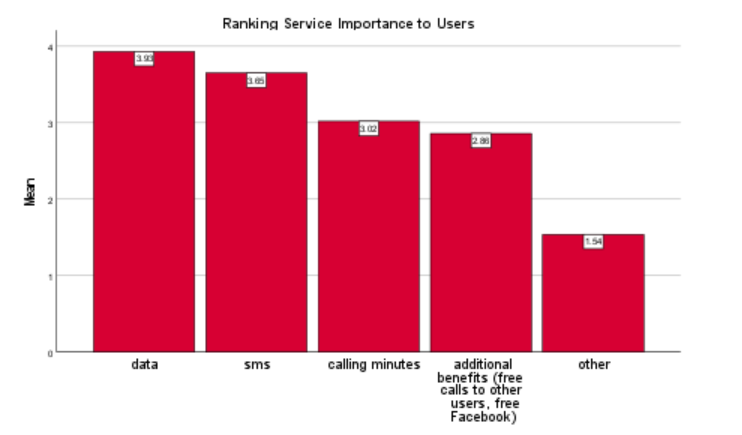 Ranking Service Importance to Users
4
3
2
1
0
Mean
3.93
3.65
3.02
2.86
1.54
data
sms
calling minutes
additional
benefits (free
calls to other
users, free
Facebook)
other